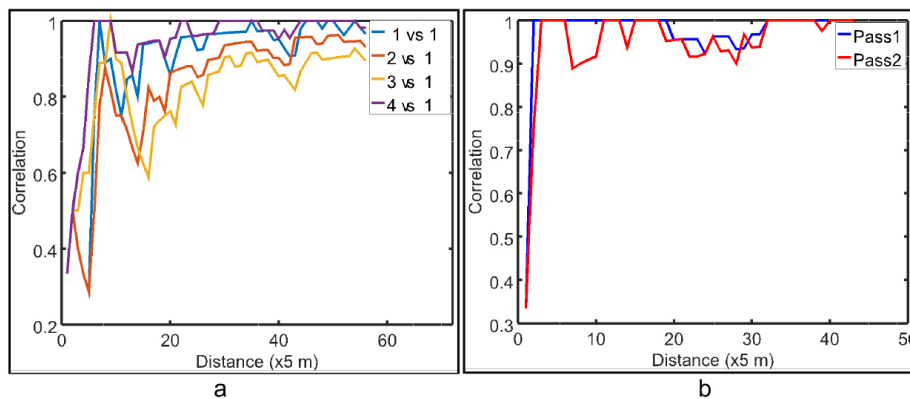 1
0.8
0.6
0.4
0.2
Correlation
0
20
40
60
Distance (x5 m)
1 vs 1
2 vs 1
3 vs 1
4 vs 1
a
1
0.9
0.8
0.7
0.6
0.5
0.4
0.3
Correlation
0
10
20
30
40
50
Distance (x5 m)
Pass1
Pass2
b